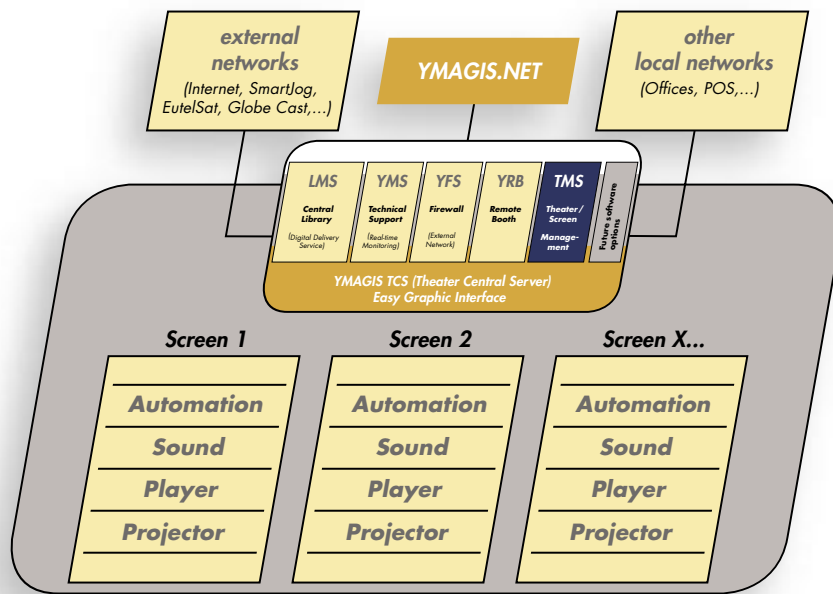 external
networks
(Internet, SmartJog,
EutelSat, Globe Cast,...)
YMAGIS.NET
other
local networks
(Offices, POS,...)
LMS
Central
Library
(Digital Delivery
Service)
YMS
Technical
Support
(Real-time
Monitoring)
YFS
Firewall
(External
Network)
YRB
Remote
Booth
TMS
Theater /
Screen
Manage-
ment
Future software
options
YMAGIS TCS (Theater Central Server)
Easy Graphic Interface
Screen 1
Automation
Sound
Player
Projector
Screen 2
Automation
Sound
Player
Projector
Screen X...
Automation
Sound
Player
Projector